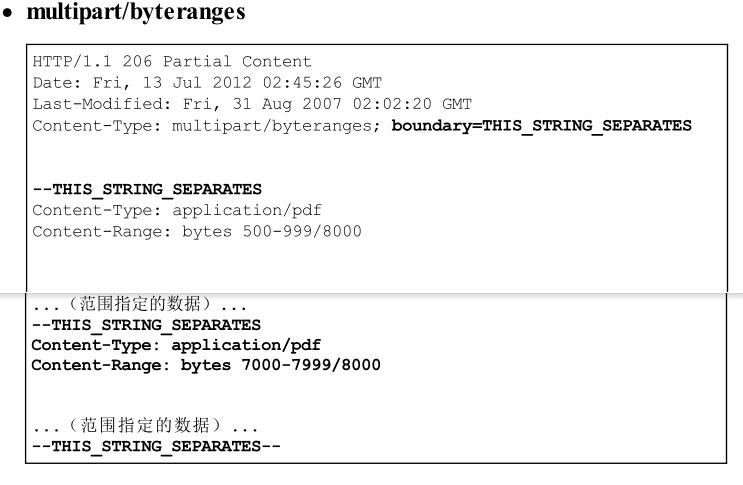 • multipart/byteranges
HTTP/1.1 206 Partial Content
Date: Fri, 13 Jul 2012 02:45:26 GMT
Last-Modified: Fri, 31 Aug 2007 02:02:20 GMT
Content-Type: multipart/byteranges; boundary=THIS_STRING_SEPARATES
--THIS_STRING_SEPARATES
Content-Type: application/pdf
Content-Range: bytes 500-999/8000
...（范围指定的数据）...
--THIS_STRING_SEPARATES
Content-Type: application/pdf
Content-Range: bytes 7000-7999/8000
...（范围指定的数据）...
--THIS_STRING_SEPARATES--